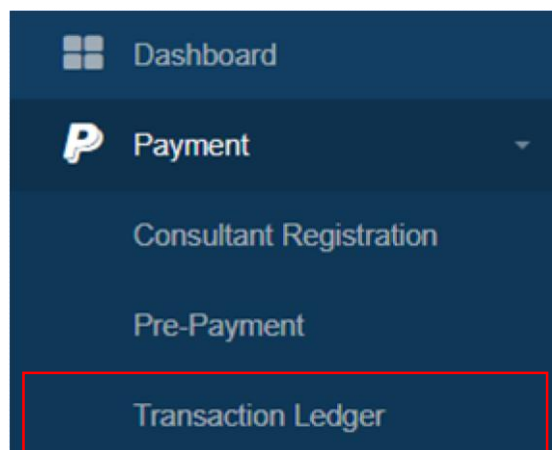 Dashboard
Payment
Consultant Registration
Pre-Payment
Transaction Ledger